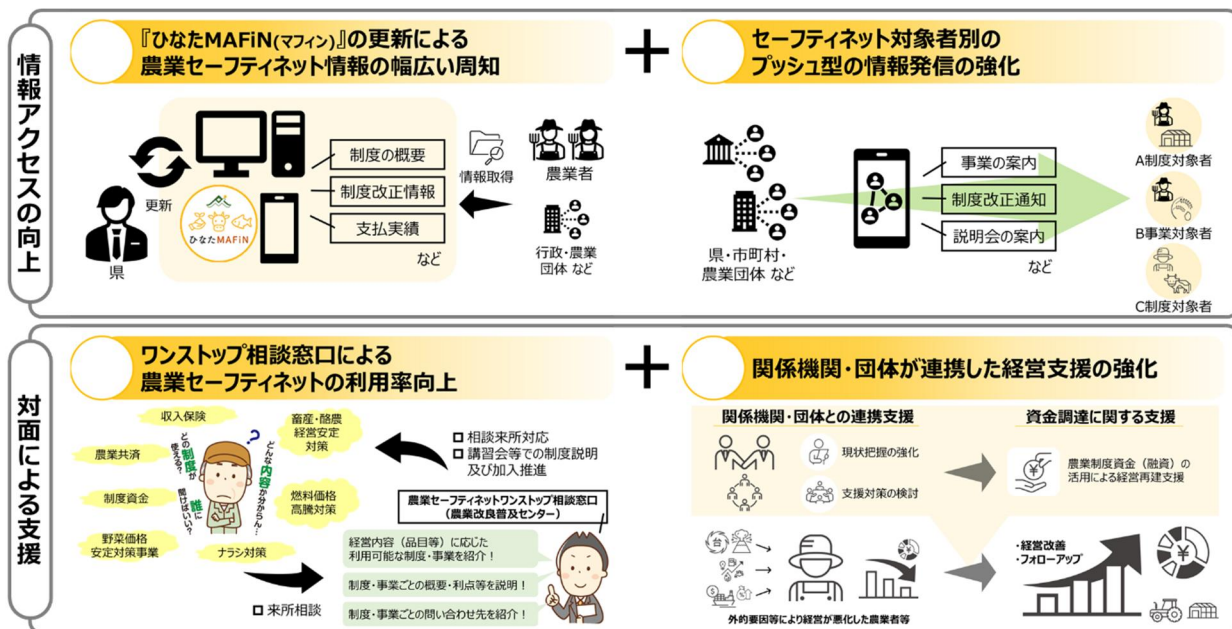 情報アクセスの向上
『ひなたMAFiN(マフィン)』の更新による
農業セーフティネット情報の幅広い周知
更新
県
ひなたMAFiN
制度の概要
制度改正情報
支払実績
など
情報取得
農業者
行政・農業
団体 など
セーフティネット対象者別の
プッシュ型の情報発信の強化
県・市町村・
農業団体 など
事業の案内
制度改正通知
説明会の案内
など
A制度対象者
B事業対象者
C制度対象者
対面による支援
ワンストップ相談窓口による
農業セーフティネットの利用率向上
収入保険
農業共済
制度資金
野菜価格
安定対策事業
ナラシ対策
畜産・酪農
経営安定
対策
燃料価格
高騰対策
どの制度が
使える?
誰に
聞けばいい?
?
どんな内容か分からん…
□ 相談来所対応
□ 講習会等での制度説明
及び加入推進
農業セーフティネットワンストップ相談窓口
(農業改良普及センター)
経営内容(品目等)に応じた
利用可能な制度・事業を紹介!
制度・事業ごとの概要・利点等を説明!
制度・事業ごとの問い合わせ先を紹介!
□ 来所相談
関係機関・団体が連携した経営支援の強化
関係機関・団体との連携支援
現状把握の強化
支援対策の検討
資金調達に関する支援
農業制度資金(融資)の
活用による経営再建支援
台
外的要因等により経営が悪化した農業者等
・経営改善
・フォローアップ